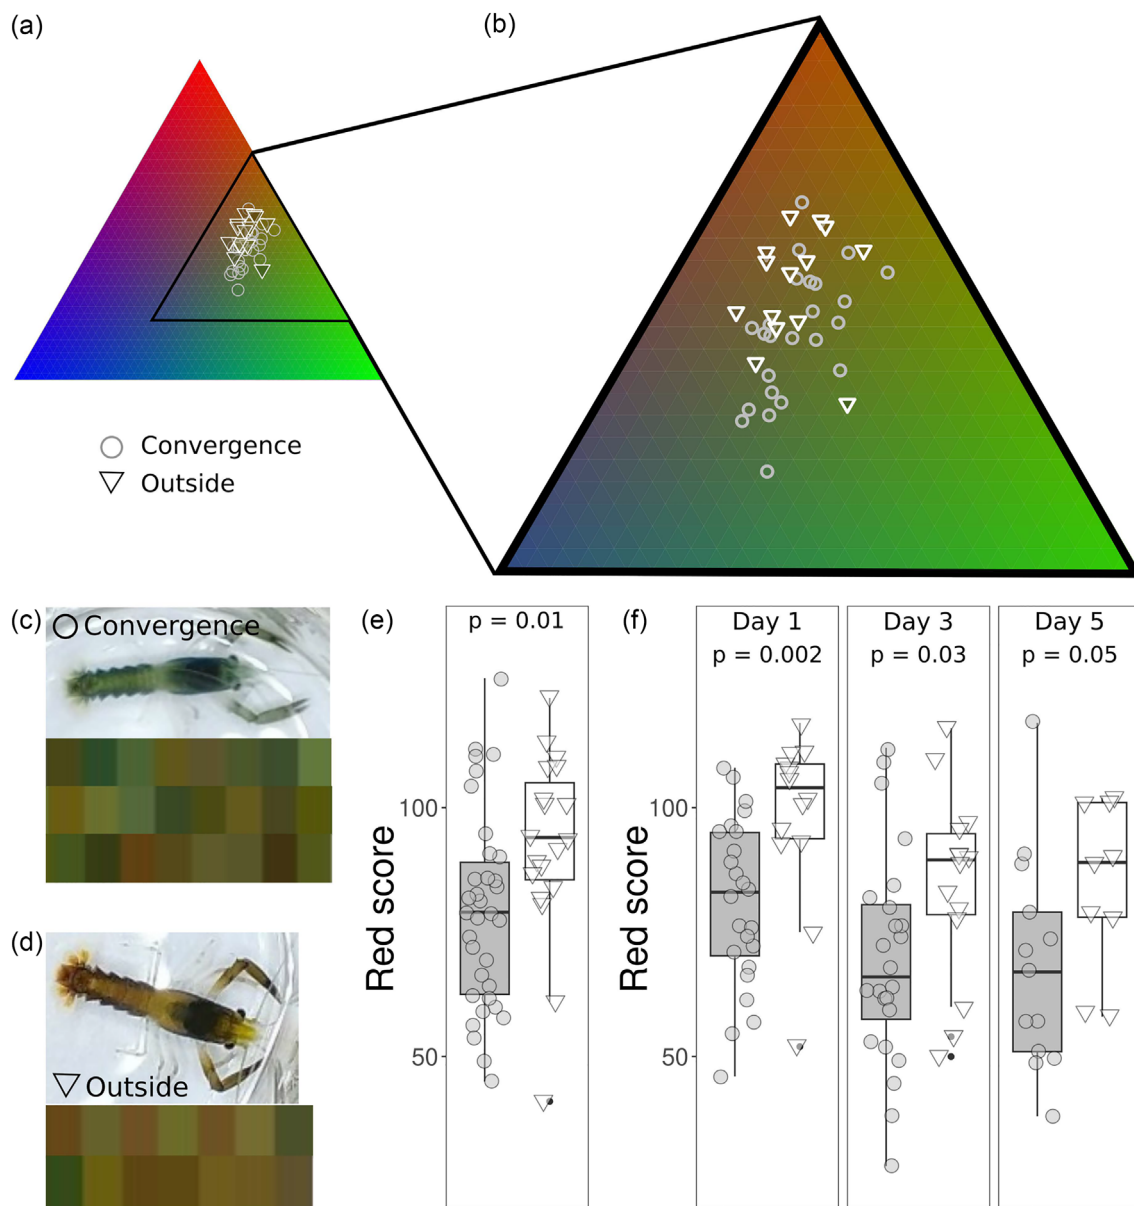 (a)
(b)
Convergence
Outside
(c)
Convergence
(d)
Outside
(e)
p = 0.01
Red score
100
50
(f)
Day 1
p = 0.002
Day 3
p = 0.03
Day 5
p = 0.05
Red score
100
50